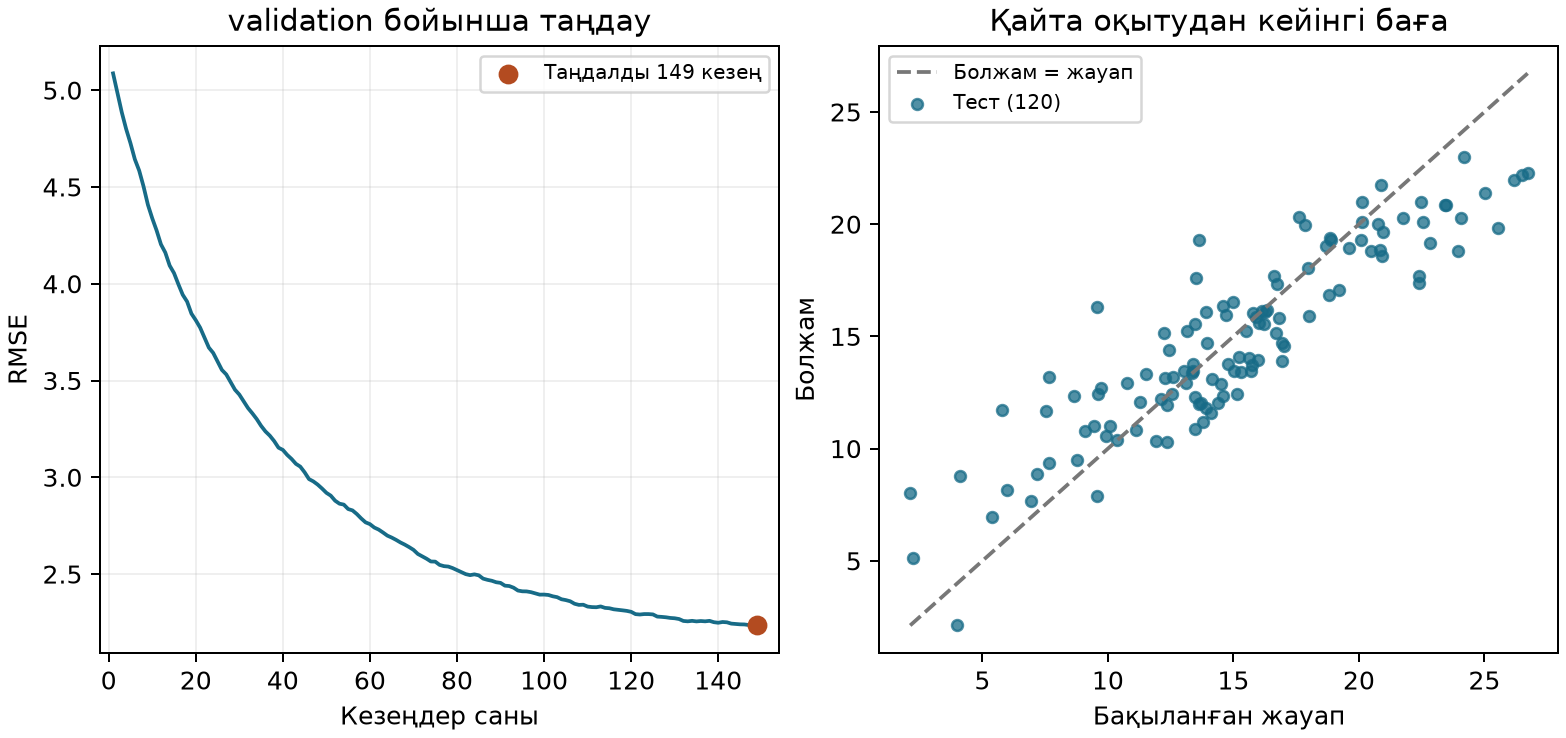 validation бойынша таңдау
Таңдалды 149 кезең
RMSE
5.0
4.5
4.0
3.5
3.0
2.5
0 20 40 60 80 100 120 140
Кезеңдер саны
Қайта оқытудан кейінгі баға
Болжам = жауап
Тест (120)
Болжам
25
20
15
10
5
5 10 15 20 25
Бақыланған жауап